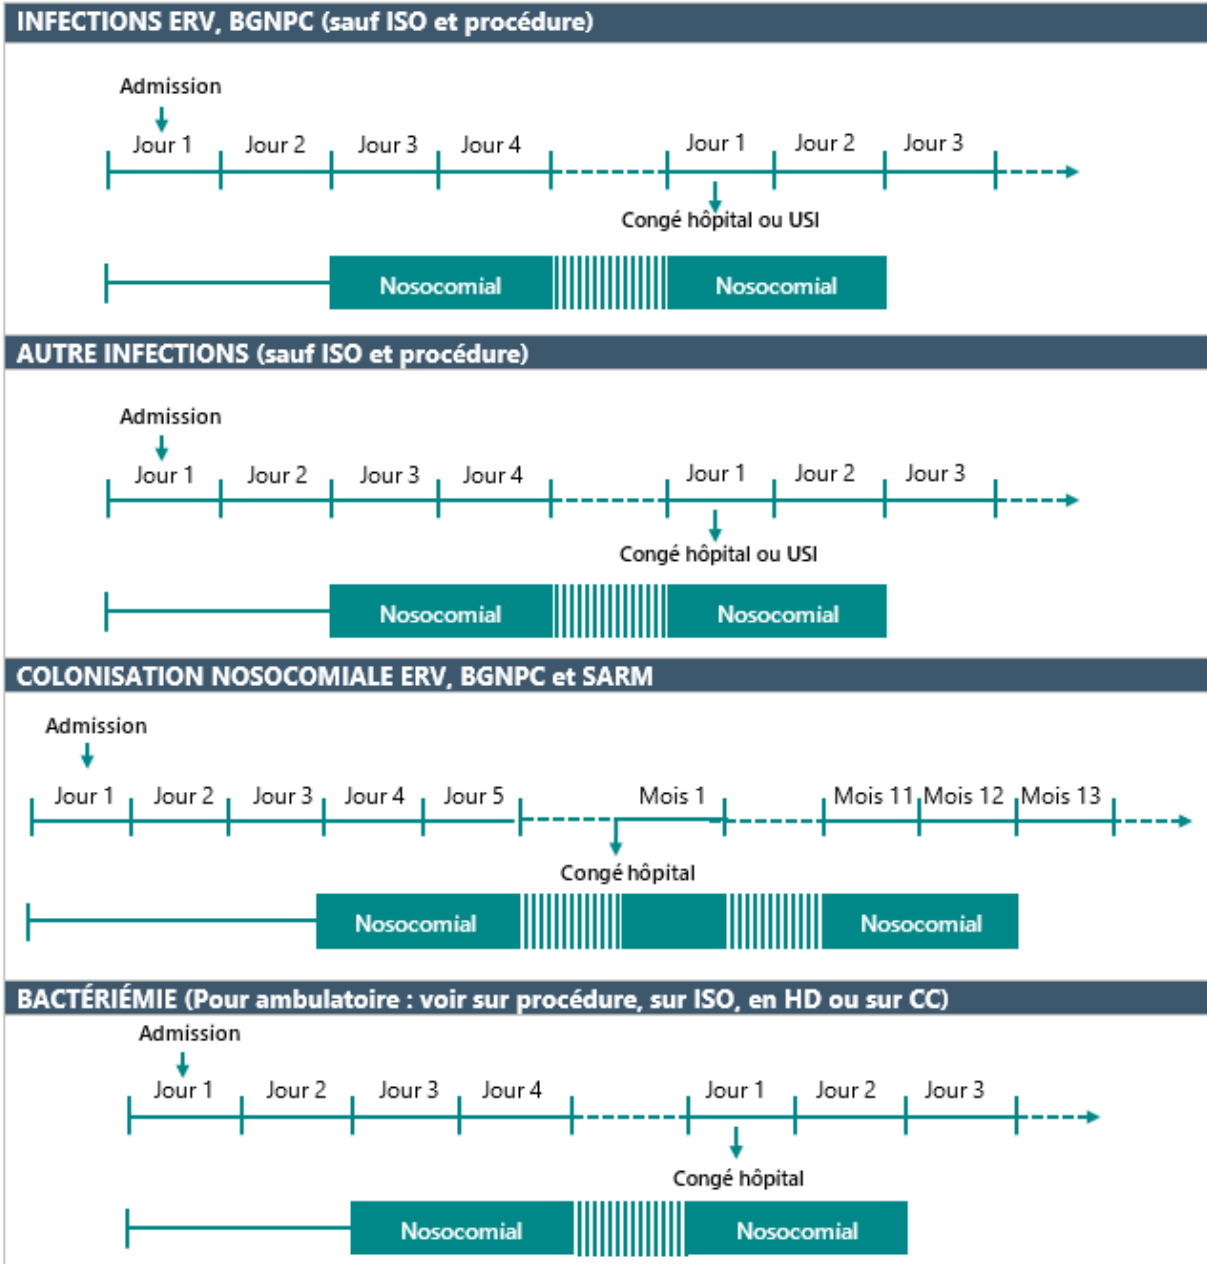 INFECTIONS ERV, BGNPC (sauf ISO et procédure)
Admission
Jour 1 Jour 2 Jour 3 Jour 4 Jour 1 Jour 2 Jour 3
Congé hôpital ou USI
Nosocomial Nosocomial
AUTRE INFECTIONS (sauf ISO et procédure)
Admission
Jour 1 Jour 2 Jour 3 Jour 4 Jour 1 Jour 2 Jour 3
Congé hôpital ou USI
Nosocomial Nosocomial
COLONISATION NOSOCOMIALE ERV, BGNPC et SARM
Admission
Jour 1 Jour 2 Jour 3 Jour 4 Jour 5 Mois 1 Mois 11 Mois 12 Mois 13
Congé hôpital
Nosocomial Nosocomial
BACTÉRIÉMIE (Pour ambulatoire : voir sur procédure, sur ISO, en HD ou sur CC)
Admission
Jour 1 Jour 2 Jour 3 Jour 4 Jour 1 Jour 2 Jour 3
Congé hôpital
Nosocomial Nosocomial